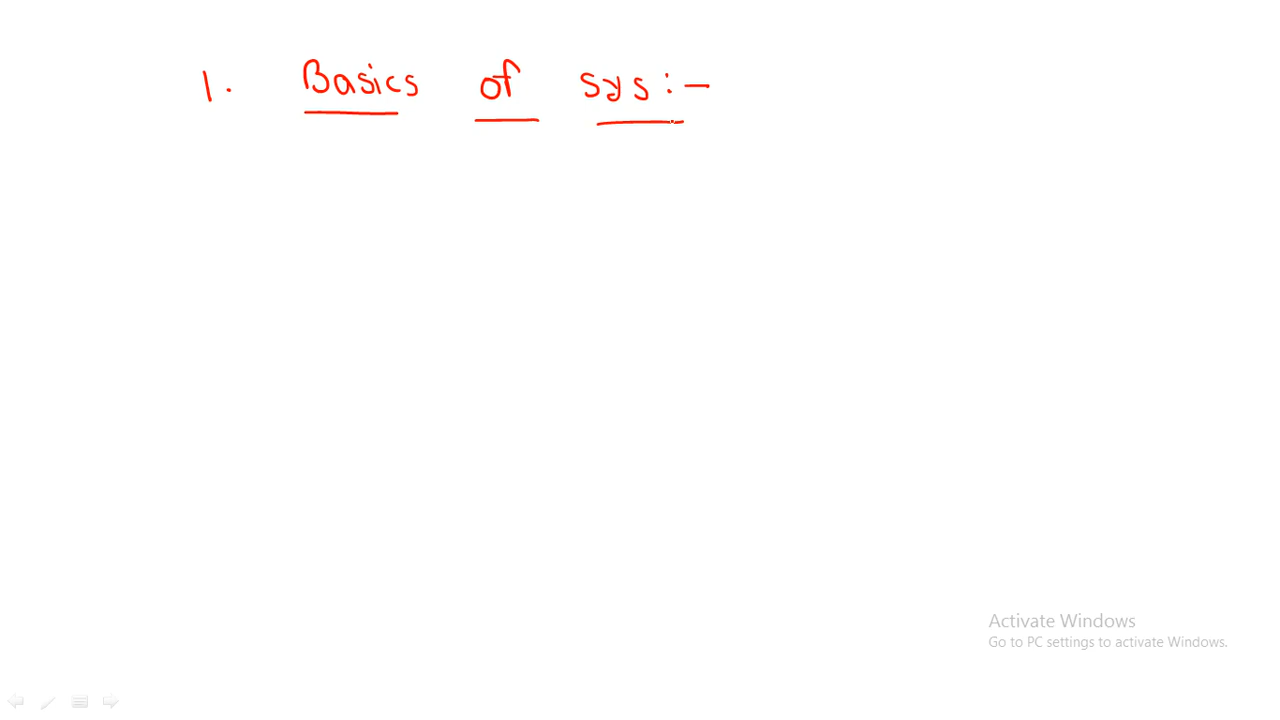 1. Basics of sys:-
Activate Windows
Go to PC settings to activate Windows.